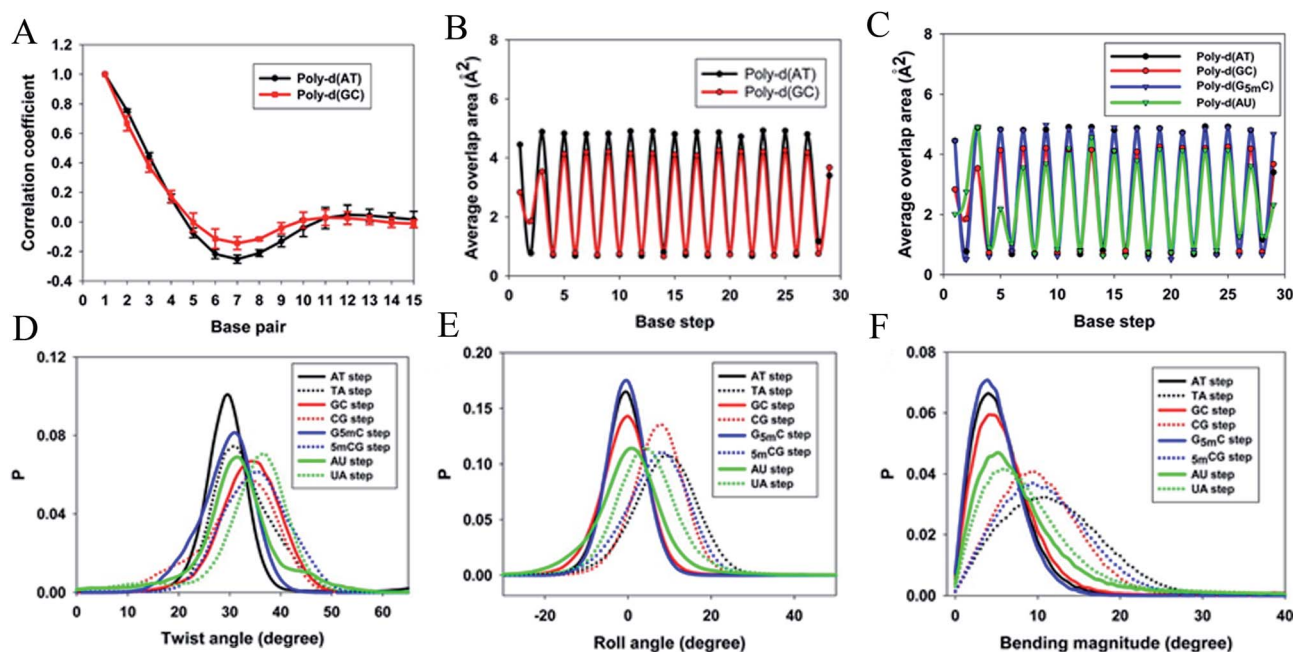 A
Correlation coefficient
1.2
1.0
0.8
0.6
0.4
0.2
0.0
-0.2
-0.4
Poly-d(AT)
Poly-d(GC)
1 2 3 4 5 6 7 8 9 10 11 12 13 14 15
Base pair
B
Average overlap area (Å²)
8
6
4
2
0
Poly-d(AT)
Poly-d(GC)
0 5 10 15 20 25 30
Base step
C
Average overlap area (Å²)
8
6
4
2
0
Poly-d(AT)
Poly-d(GC)
Poly-d(G5mC)
Poly-d(AU)
0 5 10 15 20 25 30
Base step
D
P
0.12
0.08
0.04
0.00
AT step
TA step
GC step
CG step
G5mC step
5mCG step
AU step
UA step
0 10 20 30 40 50 60
Twist angle (degree)
E
P
0.20
0.15
0.10
0.05
0.00
AT step
TA step
GC step
CG step
G5mC step
5mCG step
AU step
UA step
-20 0 20 40
Roll angle (degree)
F
P
0.08
0.06
0.04
0.02
0.00
AT step
TA step
GC step
CG step
G5mC step
5mCG step
AU step
UA step
0 10 20 30 40
Bending magnitude (degree)